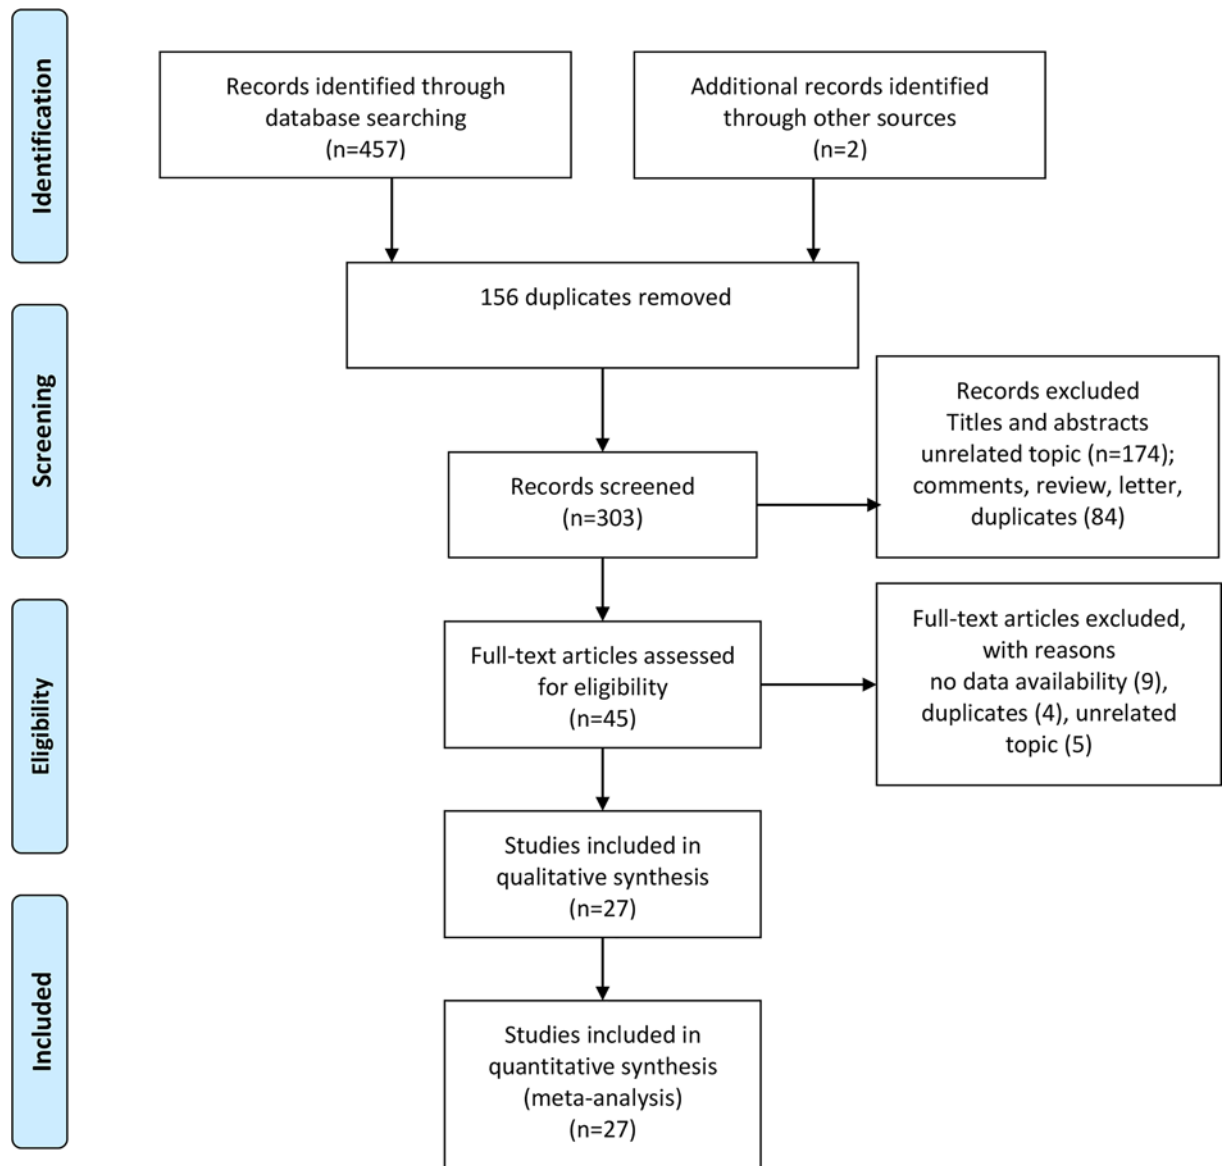 Identification
Records identified through
database searching
(n=457)
Additional records identified
through other sources
(n=2)
156 duplicates removed
Screening
Records screened
(n=303)
Records excluded
Titles and abstracts
unrelated topic (n=174);
comments, review, letter,
duplicates (84)
Eligibility
Full-text articles assessed
for eligibility
(n=45)
Full-text articles excluded,
with reasons
no data availability (9),
duplicates (4), unrelated
topic (5)
Studies included in
qualitative synthesis
(n=27)
Included
Studies included in
quantitative synthesis
(meta-analysis)
(n=27)